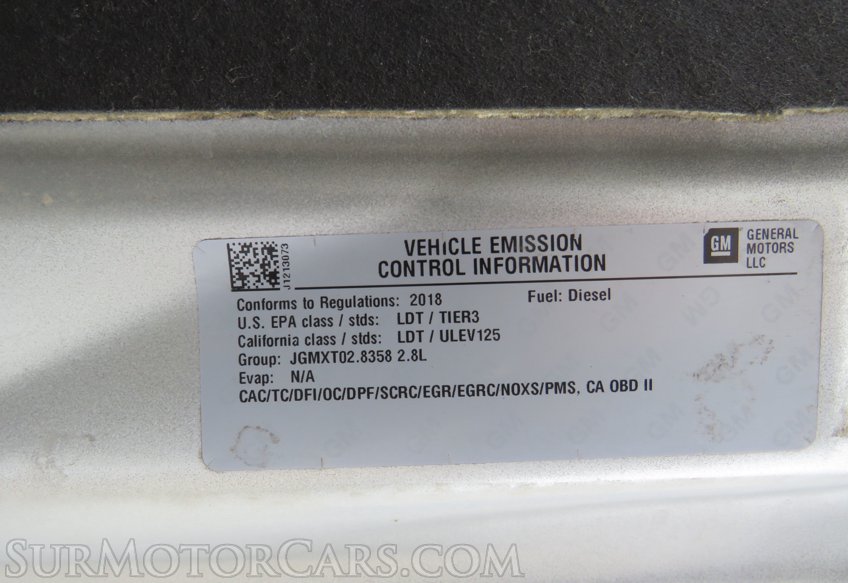 J1213073
VEHICLE EMISSION
CONTROL INFORMATION
GM
GENERAL
MOTORS
LLC
Conforms to Regulations: 2018
Fuel: Diesel
U.S. EPA class / stds: LDT / TIER3
California class / stds: LDT / ULEV125
Group: JGMXT02.8358 2.8L
Evap: N/A
CAC/TC/DFI/OC/DPF/SCRC/EGR/EGRC/NOXS/PMS, CA OBD II
SurMotorCars.com